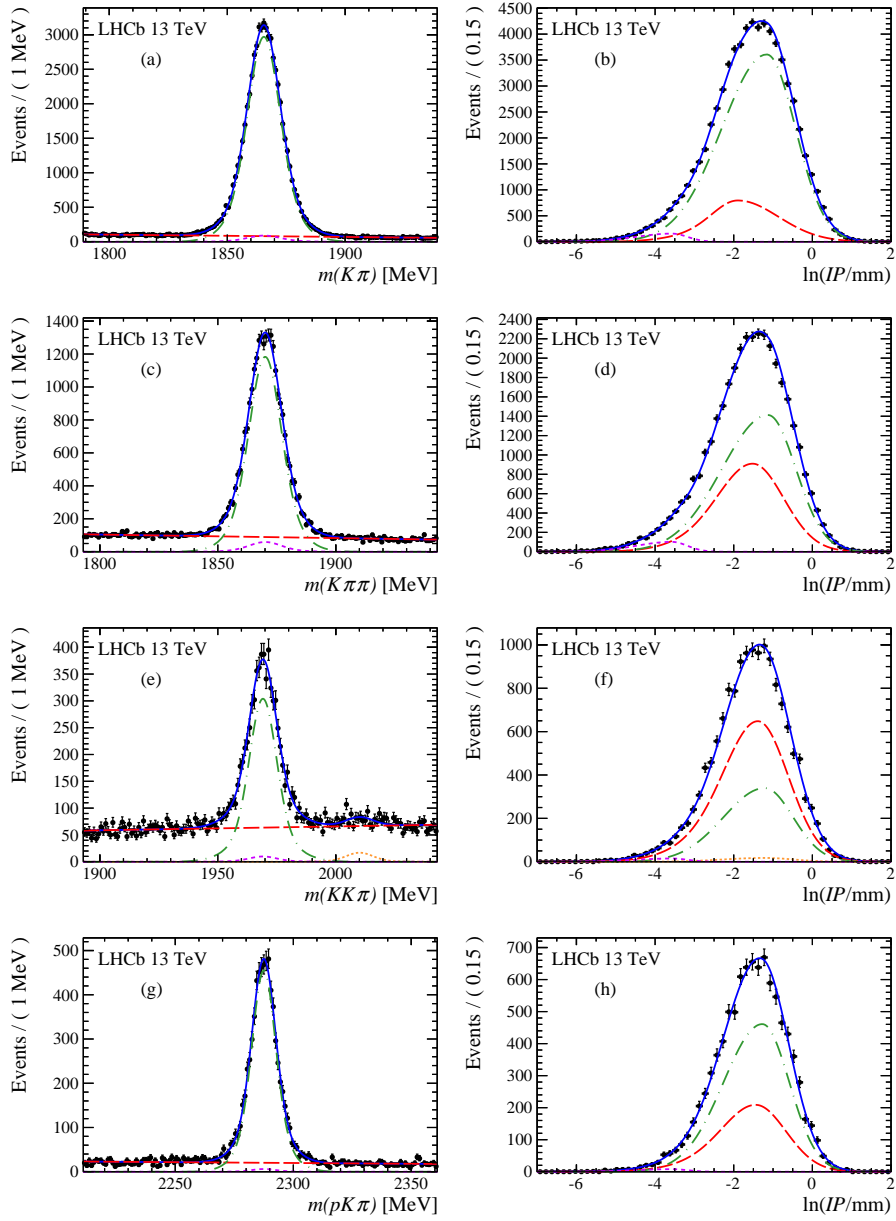 LHCb 13 TeV
(a)
Events / ( 1 MeV )
3000
2500
2000
1500
1000
500
0
1800 1850 1900
m(Kπ) [MeV]
LHCb 13 TeV
(b)
Events / ( 0.15 )
4500
4000
3500
3000
2500
2000
1500
1000
500
0
-6 -4 -2 0 2
ln(IP/mm)
LHCb 13 TeV
(c)
Events / ( 1 MeV )
1400
1200
1000
800
600
400
200
0
1800 1850 1900
m(Kππ) [MeV]
LHCb 13 TeV
(d)
Events / ( 0.15 )
2400
2200
2000
1800
1600
1400
1200
1000
800
600
400
200
0
-6 -4 -2 0 2
ln(IP/mm)
LHCb 13 TeV
(e)
Events / ( 1 MeV )
400
350
300
250
200
150
100
50
0
1900 1950 2000
m(KKπ) [MeV]
LHCb 13 TeV
(f)
Events / ( 0.15 )
1000
800
600
400
200
0
-6 -4 -2 0 2
ln(IP/mm)
LHCb 13 TeV
(g)
Events / ( 1 MeV )
500
400
300
200
100
0
2250 2300 2350
m(pKπ) [MeV]
LHCb 13 TeV
(h)
Events / ( 0.15 )
700
600
500
400
300
200
100
0
-6 -4 -2 0 2
ln(IP/mm)